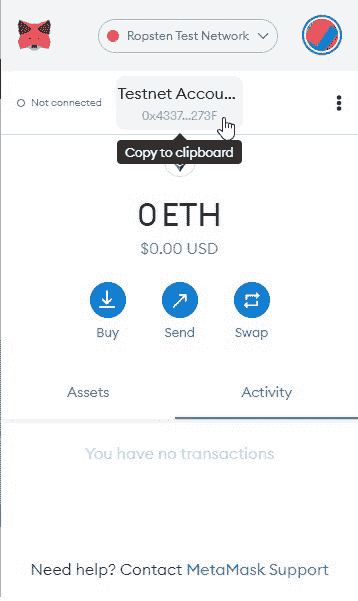 Ropsten Test Network
Not connected
Testnet Accou...
0x4337...273F
Copy to clipboard
0 ETH
$0.00 USD
Buy
Send
Swap
Assets
Activity
You have no transactions
Need help? Contact MetaMask Support